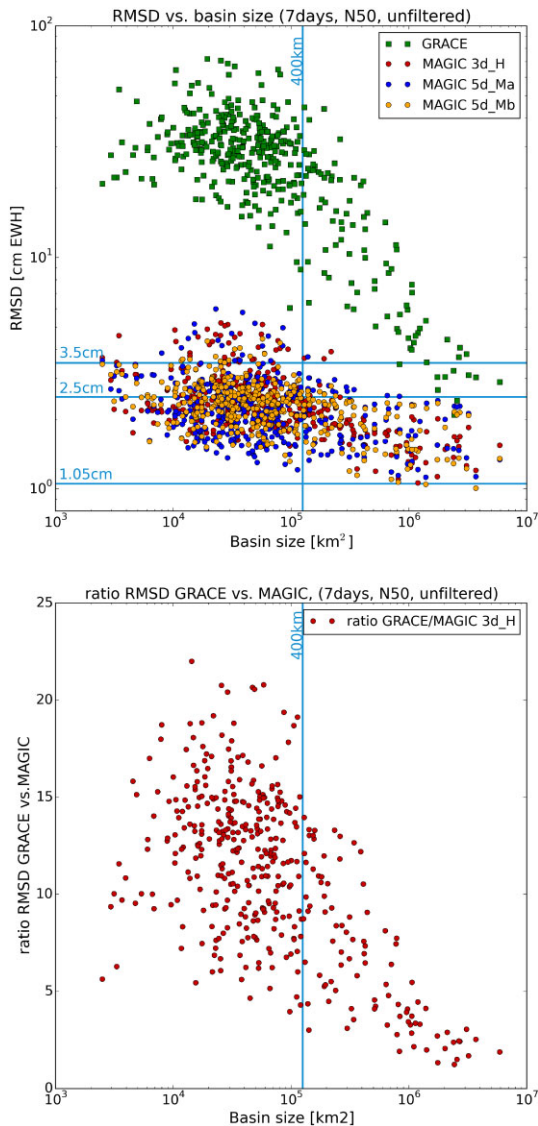 RMSD vs. basin size (7days, N50, unfiltered)
10²
400km
GRACE
MAGIC 3d_H
MAGIC 5d_Ma
MAGIC 5d_Mb
RMSD [cm EWH]
10¹
3.5cm
2.5cm
1.05cm
10⁰
10³ 10⁴ 10⁵ 10⁶ 10⁷
Basin size [km²]
ratio RMSD GRACE vs. MAGIC, (7days, N50, unfiltered)
25
400km
ratio GRACE/MAGIC 3d_H
20
15
ratio RMSD GRACE vs.MAGIC
10
5
0
10³ 10⁴ 10⁵ 10⁶ 10⁷
Basin size [km2]